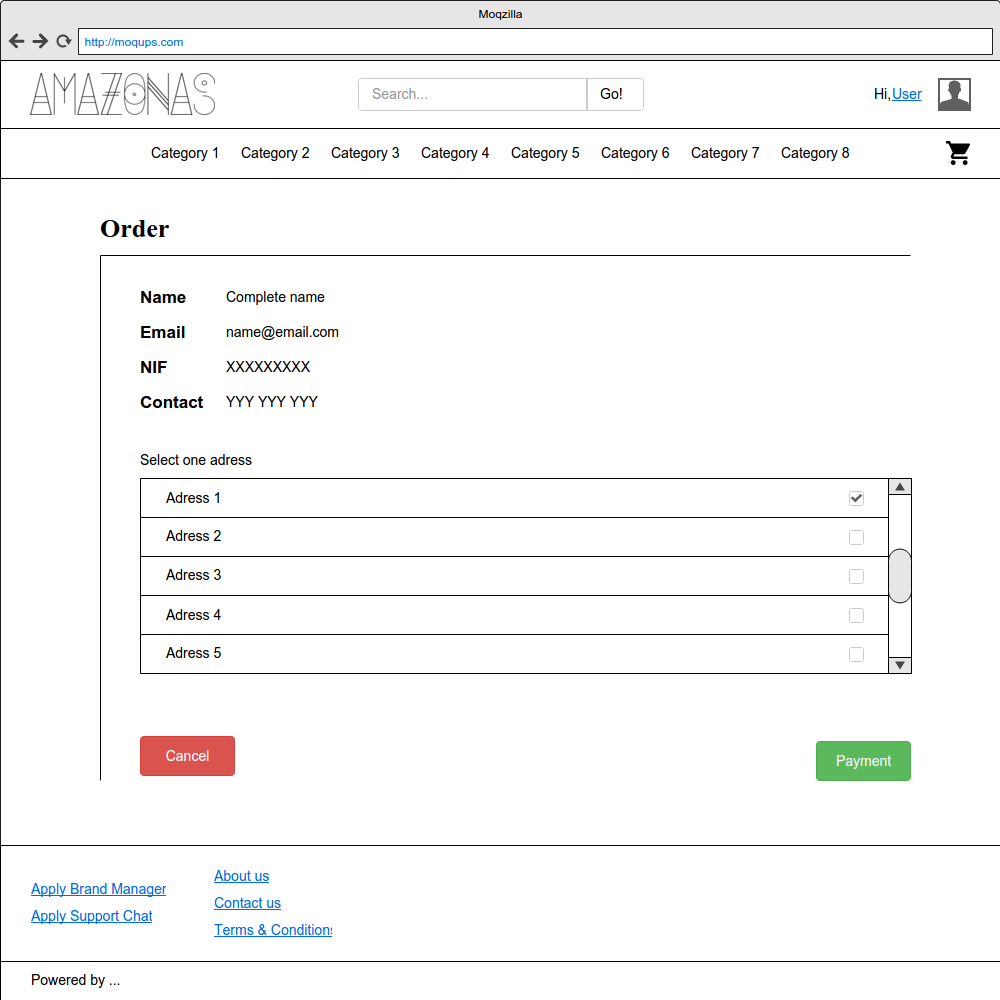 Moqzilla
http://moqups.com
AMAZZONAS Search... Go! Hi,User
Category 1 Category 2 Category 3 Category 4 Category 5 Category 6 Category 7 Category 8
Order
Name Complete name
Email name@email.com
NIF XXXXXXXXX
Contact YYY YYY YYY
Select one adress
Adress 1
Adress 2
Adress 3
Adress 4
Adress 5
Cancel Payment
Apply Brand Manager
Apply Support Chat
About us
Contact us
Terms & Conditions
Powered by ...